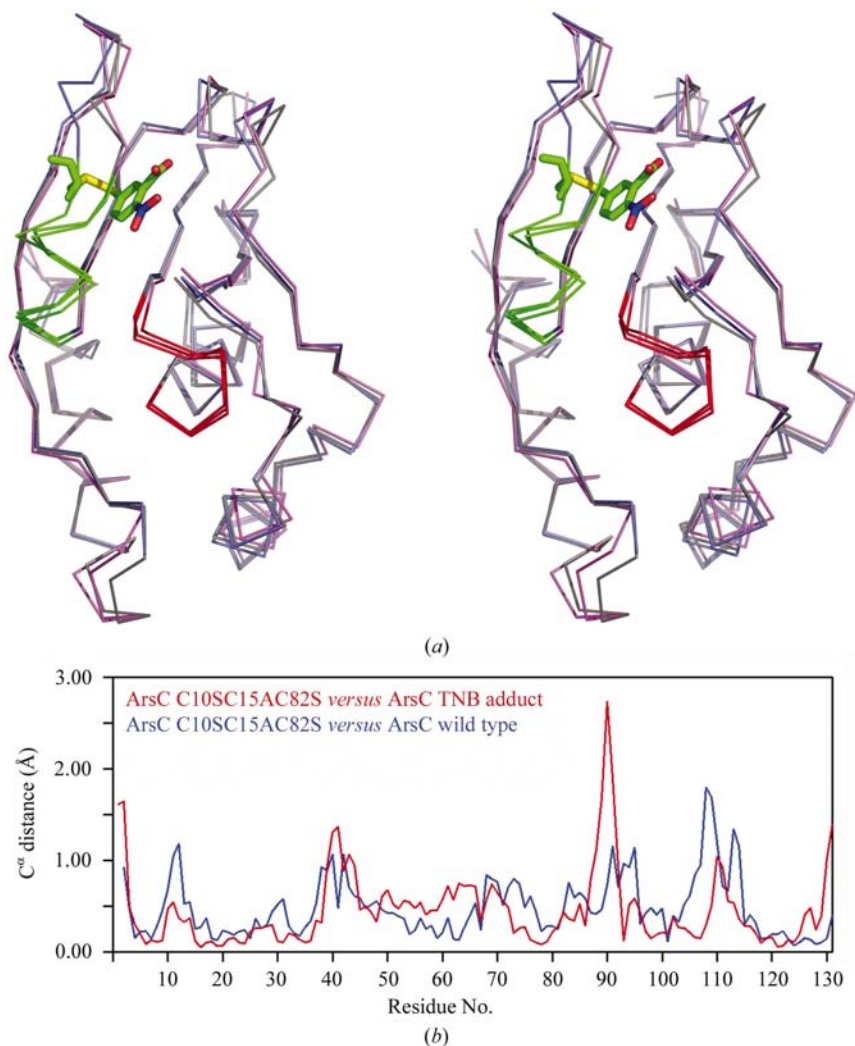 (a)
3.00
2.00
1.00
0.00
Cα distance (Å)
ArsC C10SC15AC82S versus ArsC TNB adduct
ArsC C10SC15AC82S versus ArsC wild type
10 20 30 40 50 60 70 80 90 100 110 120 130
Residue No.
(b)